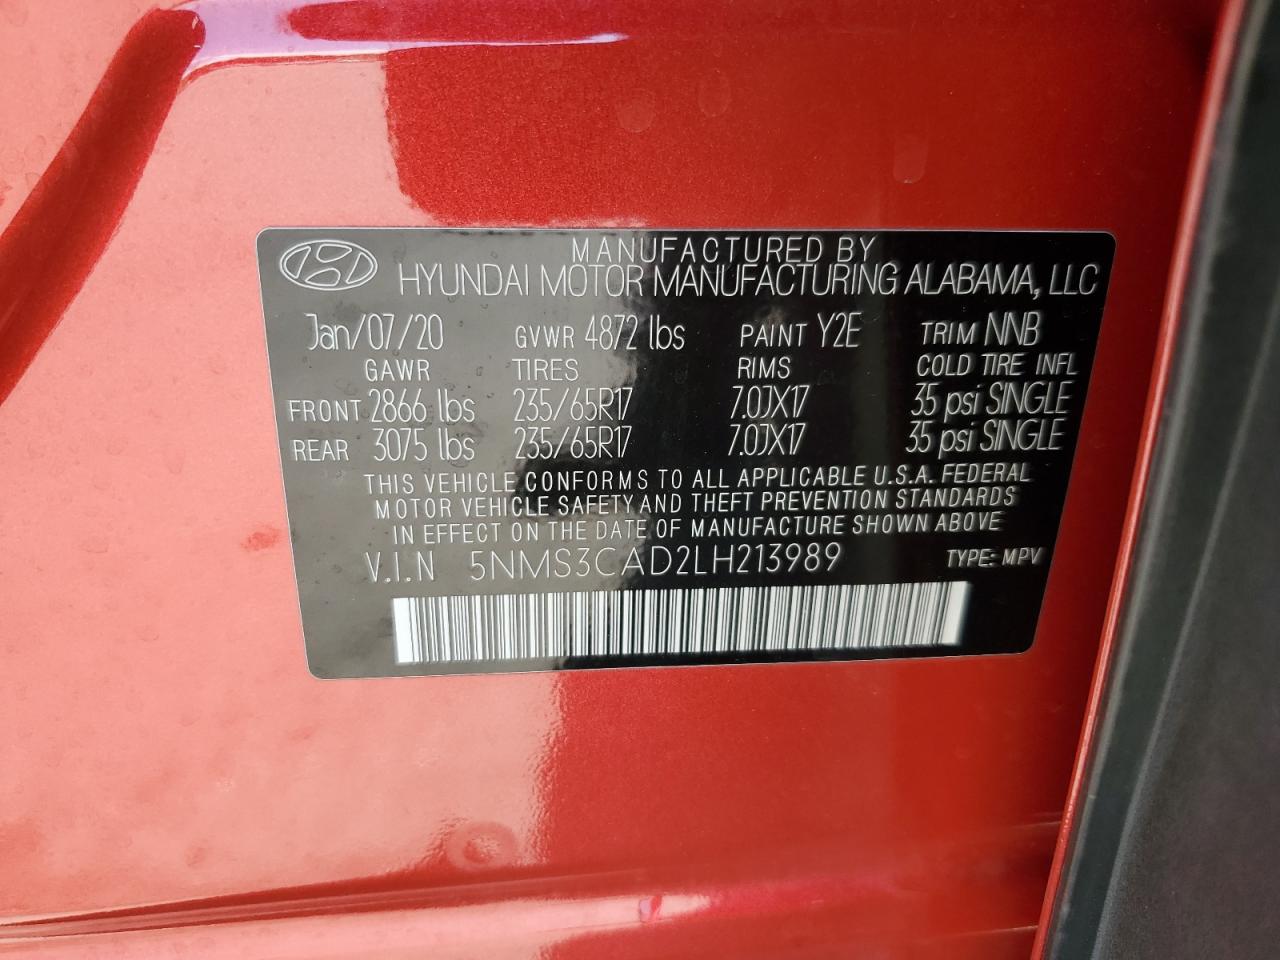 MANUFACTURED BY
HYUNDAI MOTOR MANUFACTURING ALABAMA, LLC
Jan/07/20 GVWR 4872 lbs PAINT Y2E TRIM NNB
GAWR TIRES RIMS COLD TIRE INFL
FRONT 2866 lbs 235/65R17 7.0JX17 35 psi SINGLE
REAR 3075 lbs 235/65R17 7.0JX17 35 psi SINGLE
THIS VEHICLE CONFORMS TO ALL APPLICABLE U.S.A. FEDERAL
MOTOR VEHICLE SAFETY AND THEFT PREVENTION STANDARDS
IN EFFECT ON THE DATE OF MANUFACTURE SHOWN ABOVE
V.I.N 5NMS3CAD2LH213989 TYPE: MPV